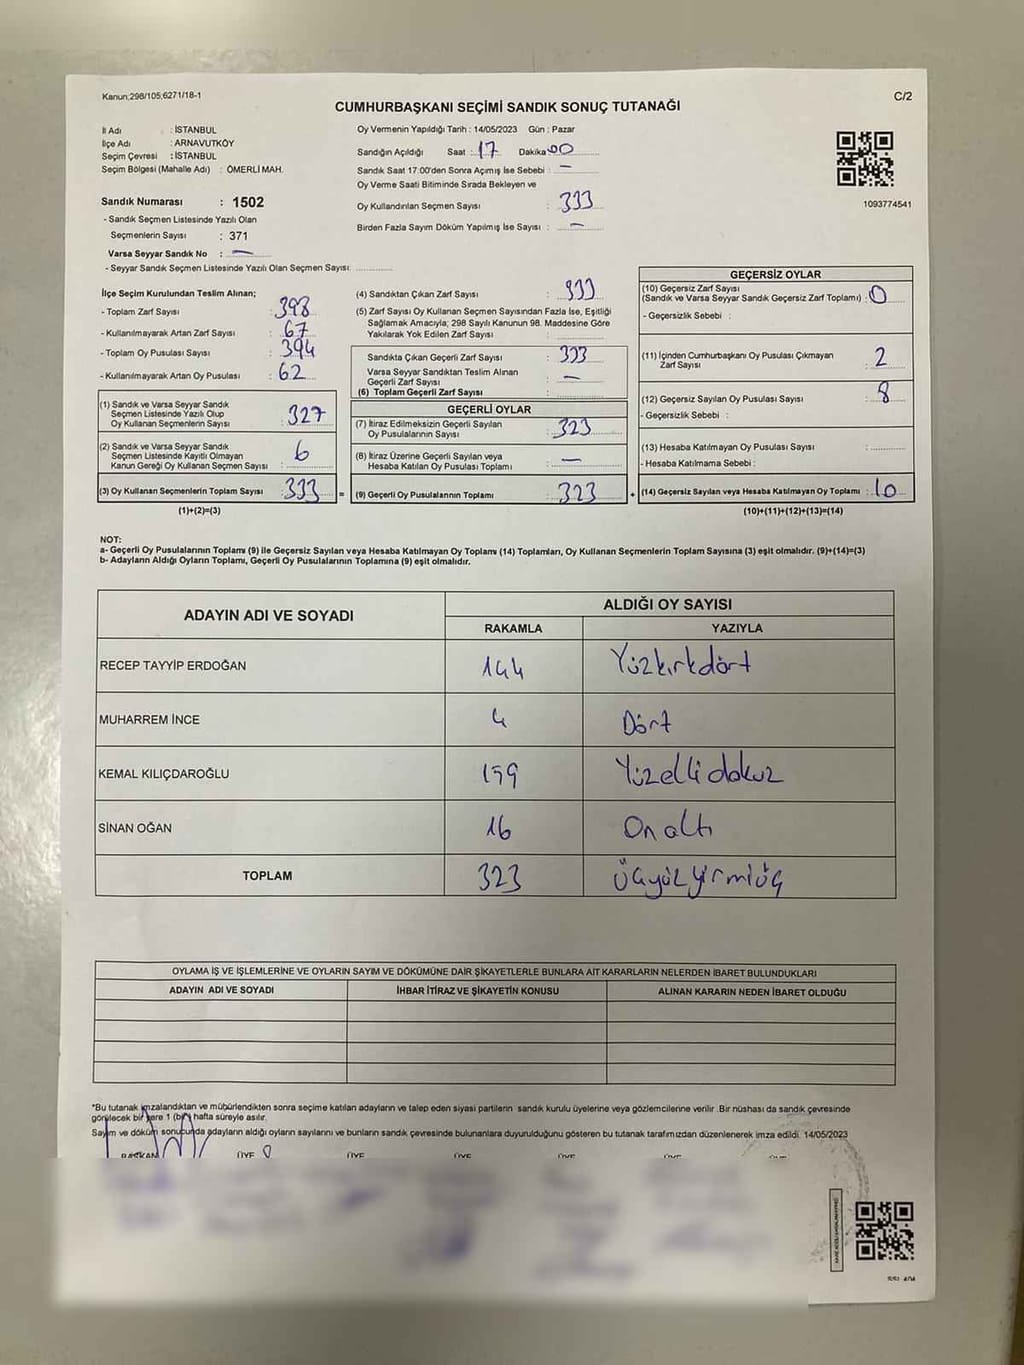 Kanun;298/105,6271/18-1
C/2
CUMHURBAŞKANI SEÇİMİ SANDIK SONUÇ TUTANAĞI
İl Adı : İSTANBUL
İlçe Adı : ARNAVUTKÖY
Seçim Çevresi : İSTANBUL
Seçim Bölgesi (Mahalle Adı) : ÖMERLİ MAH.
Sandık Numarası : 1502
- Sandık Seçmen Listesinde Yazılı Olan
Seçmenlerin Sayısı : 371
Varsa Seyyar Sandık No : —
- Seyyar Sandık Seçmen Listesinde Yazılı Olan Seçmen Sayısı:
Oy Vermenin Yapıldığı Tarih : 14/05/2023 Gün : Pazar
Sandığın Açıldığı Saat : 17 Dakika 00
Sandık Saat 17:00'den Sonra Açımış İse Sebebi : —
Oy Verme Saati Bitiminde Sırada Bekleyen ve
Oy Kullandırılan Seçmen Sayısı : 333
Birden Fazla Sayım Döküm Yapılmış İse Sayısı : —
1093774541
İlçe Seçim Kurulundan Teslim Alınan;
- Toplam Zarf Sayısı : 398
- Kullanılmayarak Artan Zarf Sayısı : 67
- Toplam Oy Pusulası Sayısı : 394
- Kullanılmayarak Artan Oy Pusulası : 62
(1) Sandık ve Varsa Seyyar Sandık
Seçmen Listesinde Yazılı Olup
Oy Kullanan Seçmenlerin Sayısı : 327
(2) Sandık ve Varsa Seyyar Sandık
Seçmen Listesinde Kayıtlı Olmayan
Kanun Gereği Oy Kullanan Seçmen Sayısı : 6
(3) Oy Kullanan Seçmenlerin Toplam Sayısı : 333
(1)+(2)=(3)
(4) Sandıktan Çıkan Zarf Sayısı : 333
(5) Zarf Sayısı Oy Kullanan Seçmen Sayısından Fazla İse, Eşitliği
Sağlamak Amacıyla; 298 Sayılı Kanunun 98. Maddesine Göre
Yakılarak Yok Edilen Zarf Sayısı :
Sandıkta Çıkan Geçerli Zarf Sayısı : 333
Varsa Seyyar Sandıktan Teslim Alınan
Geçerli Zarf Sayısı : —
(6) Toplam Geçerli Zarf Sayısı :
GEÇERLİ OYLAR
(7) İtiraz Edilmeksizin Geçerli Sayılan
Oy Pusulalarının Sayısı : 323
(8) İtiraz Üzerine Geçerli Sayılan veya
Hesaba Katılan Oy Pusulası Toplamı : —
= (9) Geçerli Oy Pusulalarının Toplamı : 323
GEÇERSİZ OYLAR
(10) Geçersiz Zarf Sayısı
(Sandık ve Varsa Seyyar Sandık Geçersiz Zarf Toplamı) : 0
- Geçersizlik Sebebi :
(11) İçinden Cumhurbaşkanı Oy Pusulası Çıkmayan
Zarf Sayısı : 2
(12) Geçersiz Sayılan Oy Pusulası Sayısı : 8
- Geçersizlik Sebebi :
(13) Hesaba Katılmayan Oy Pusulası Sayısı :
- Hesaba Katılmama Sebebi :
+ (14) Geçersiz Sayılan veya Hesaba Katılmayan Oy Toplamı : 10
(10)+(11)+(12)+(13)=(14)
NOT:
a- Geçerli Oy Pusulalarının Toplamı (9) ile Geçersiz Sayılan veya Hesaba Katılmayan Oy Toplamı (14) Toplamları, Oy Kullanan Seçmenlerin Toplam Sayısına (3) eşit olmalıdır. (9)+(14)=(3)
b- Adayların Aldığı Oyların Toplamı, Geçerli Oy Pusulalarının Toplamına (9) eşit olmalıdır.
ADAYIN ADI VE SOYADI ALDIĞI OY SAYISI
RAKAMLA YAZIYLA
RECEP TAYYİP ERDOĞAN 144 Yüzkırkdört
MUHARREM İNCE 4 Dört
KEMAL KILIÇDAROĞLU 159 Yüzellidokuz
SİNAN OĞAN 16 Onaltı
TOPLAM 323 Üçyüzyirmiüç
OYLAMA İŞ VE İŞLEMLERİNE VE OYLARIN SAYIM VE DÖKÜMÜNE DAİR ŞİKAYETLERLE BUNLARA AİT KARARLARIN NELERDEN İBARET BULUNDUKLARI
ADAYIN ADI VE SOYADI İHBAR İTİRAZ VE ŞİKAYETİN KONUSU ALINAN KARARIN NEDEN İBARET OLDUĞU
*Bu tutanak imzalandıktan ve mühürlendikten sonra seçime katılan adayların ve talep eden siyasi partilerin sandık kurulu üyelerine veya gözlemcilerine verilir .Bir nüshası da sandık çevresinde
görülecek bir yere 1 (bir) hafta süreyle asılır.
Sayım ve döküm sonucunda adayların aldığı oyların sayılarını ve bunların sandık çevresinde bulunanlara duyurulduğunu gösteren bu tutanak tarafımızdan düzenlenerek imza edildi. 14/05/2023
BAŞKAN ÜYE ÜYE ÜYE ÜYE ÜYE ÜYE